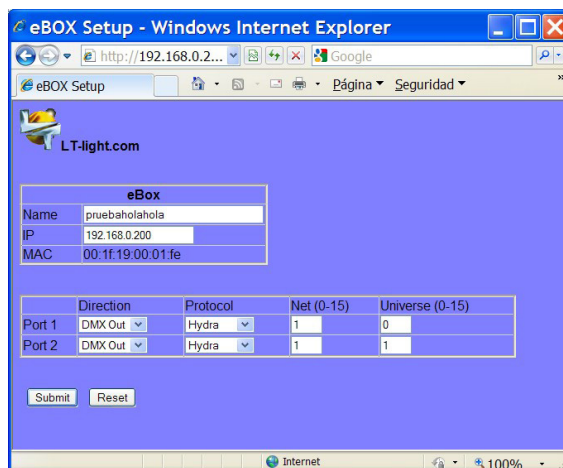 eBOX Setup - Windows Internet Explorer
http://192.168.0.2... Google
eBOX Setup Página Seguridad »
LT-light.com
eBox
Name pruebaholahola
IP 192.168.0.200
MAC 00:1f:19:00:01:fe
Direction Protocol Net (0-15) Universe (0-15)
Port 1 DMX Out Hydra 1 0
Port 2 DMX Out Hydra 1 1
Submit Reset
Internet 100%